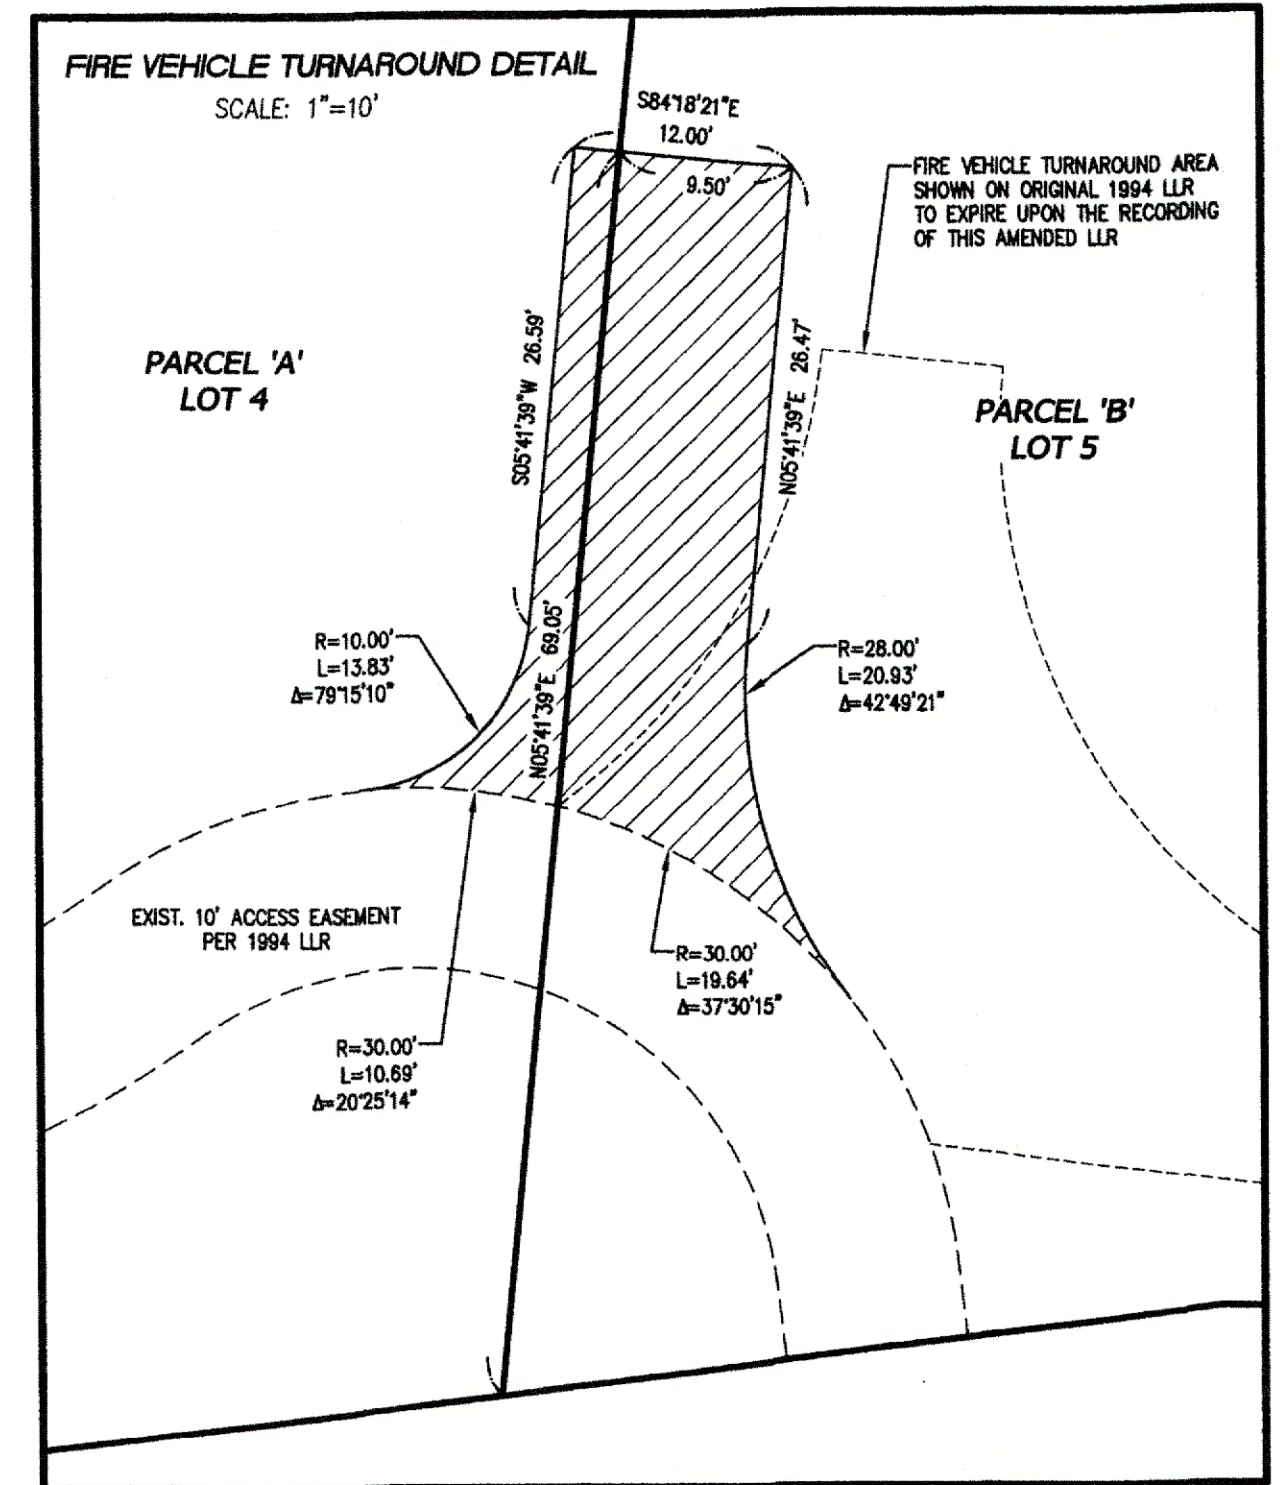 FIRE VEHICLE TURNAROUND DETAIL
SCALE: 1"=10'
S84°18'21"E
12.00'
9.50'
FIRE VEHICLE TURNAROUND AREA
SHOWN ON ORIGINAL 1994 LLR
TO EXPIRE UPON THE RECORDING
OF THIS AMENDED LLR
S05°41'39"W 26.59'
N05°41'39"E 26.47'
PARCEL 'A'
LOT 4
PARCEL 'B'
LOT 5
N05°41'39"E 69.05'
R=10.00'
L=13.83'
Δ=79°15'10"
R=28.00'
L=20.93'
Δ=42°49'21"
EXIST. 10' ACCESS EASEMENT
PER 1994 LLR
R=30.00'
L=19.64'
Δ=37°30'15"
R=30.00'
L=10.69'
Δ=20°25'14"